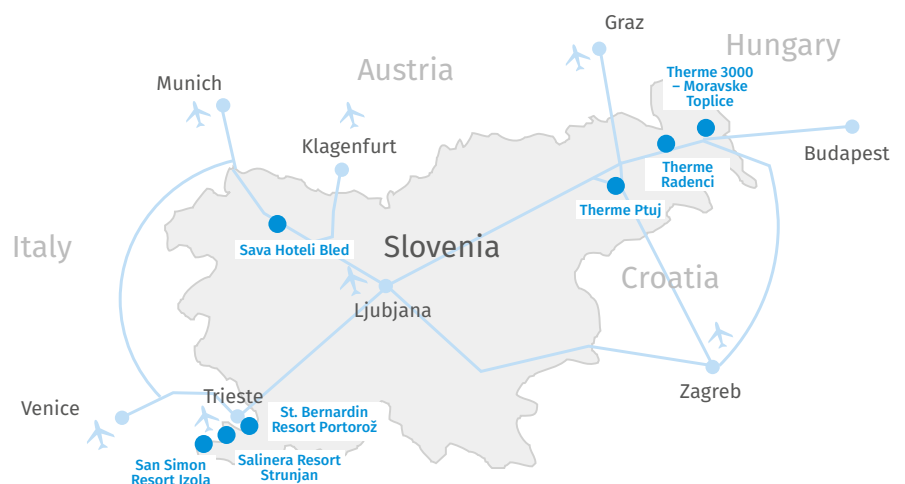 Graz
Hungary
Austria
Therme 3000
– Moravske
Toplice
Munich
Klagenfurt
Budapest
Therme
Radenci
Therme Ptuj
Italy
Sava Hoteli Bled
Slovenia
Croatia
Ljubjana
Zagreb
Trieste
Venice
St. Bernardin
Resort Portorož
San Simon
Resort Izola
Salinera Resort
Strunjan